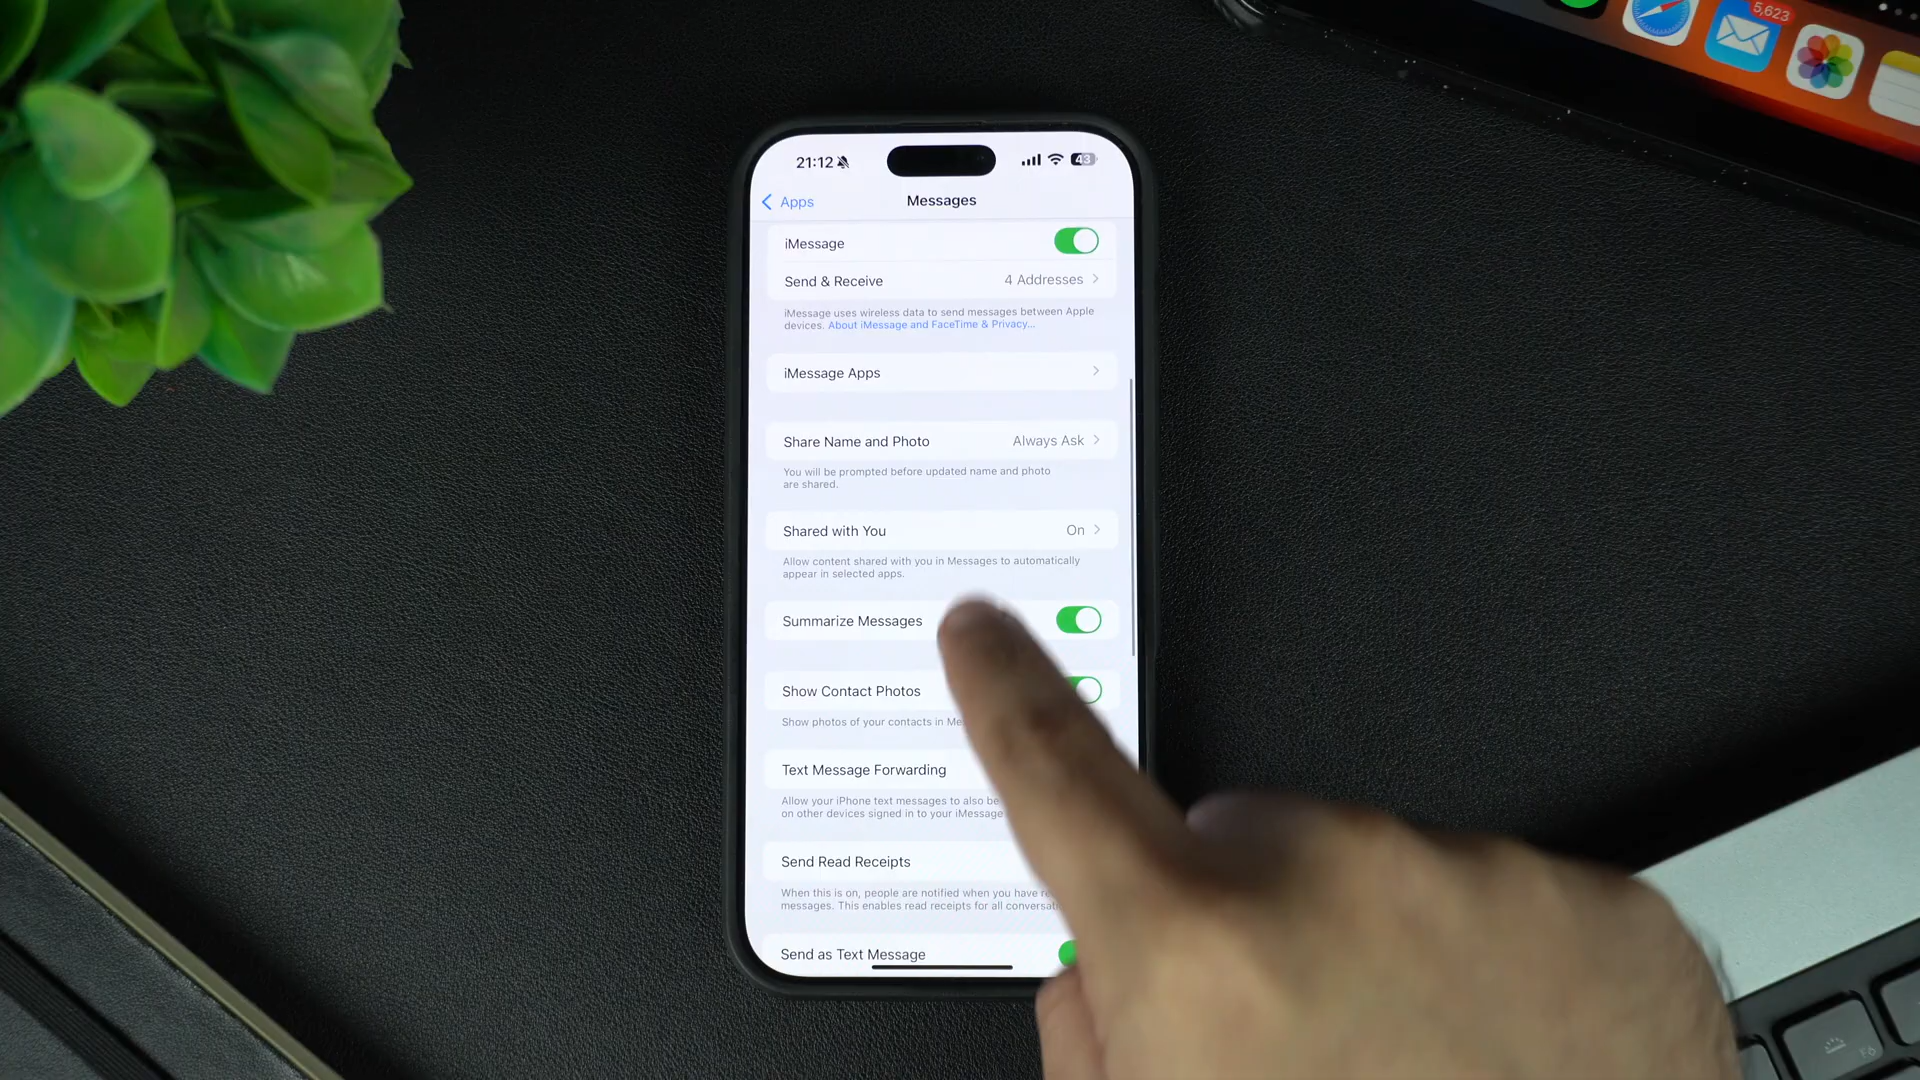 5,623
21:12
43
Apps
Messages
iMessage
Send & Receive 4 Addresses
iMessage uses wireless data to send messages between Apple
devices. About iMessage and FaceTime & Privacy...
iMessage Apps
Share Name and Photo Always Ask
You will be prompted before updated name and photo
are shared.
Shared with You On
Allow content shared with you in Messages to automatically
appear in selected apps.
Summarize Messages
Show Contact Photos
Show photos of your contacts in
Text Message Forwarding
Allow your iPhone text messages to also be
on other devices signed in to your iMessage
Send Read Receipts
When this is on, people are notified when you have
messages. This enables read receipts for all
Send as Text Message
F6